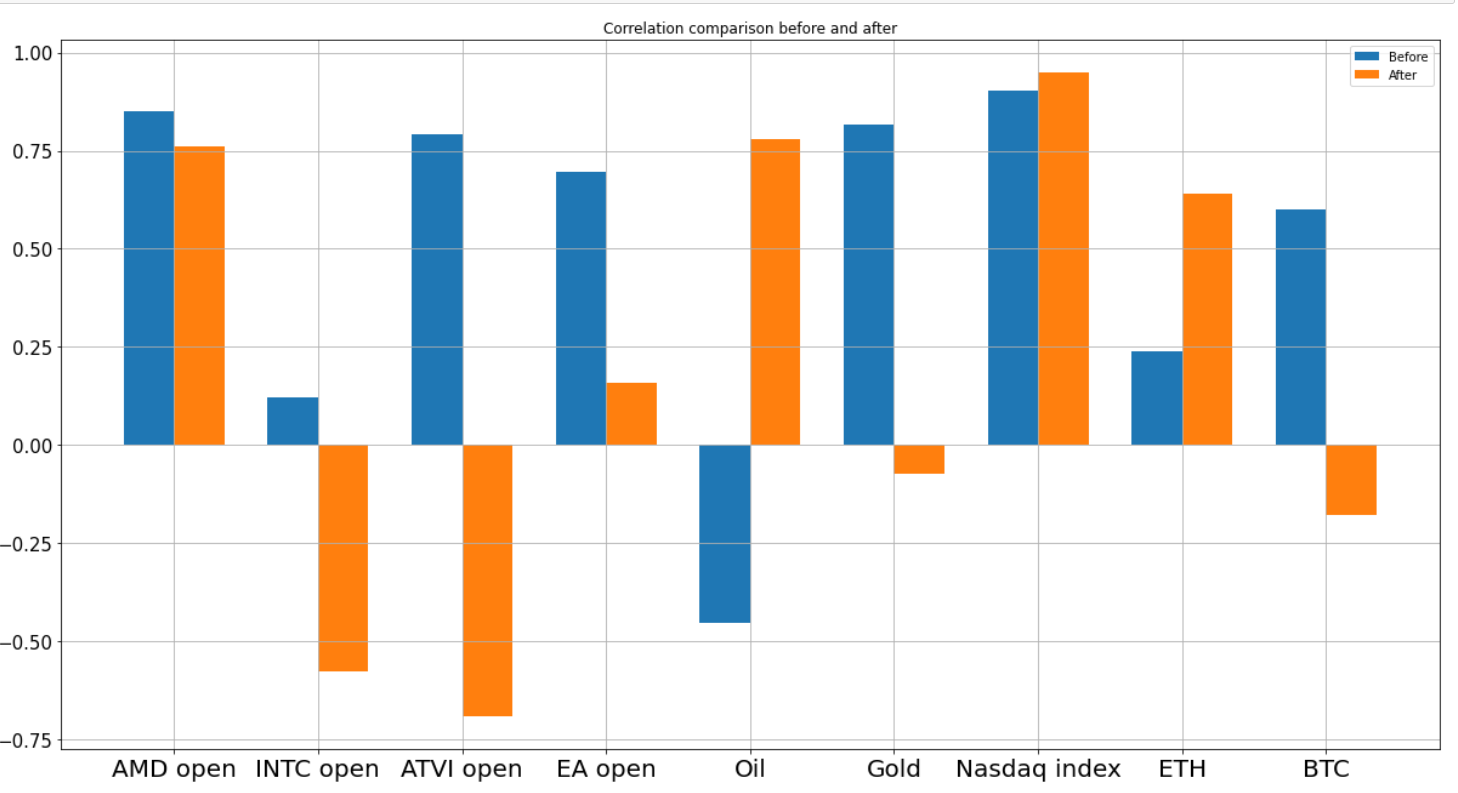 Correlation comparison before and after
Before
After
1.00
0.75
0.50
0.25
0.00
−0.25
−0.50
−0.75
AMD open INTC open ATVI open EA open Oil Gold Nasdaq index ETH BTC